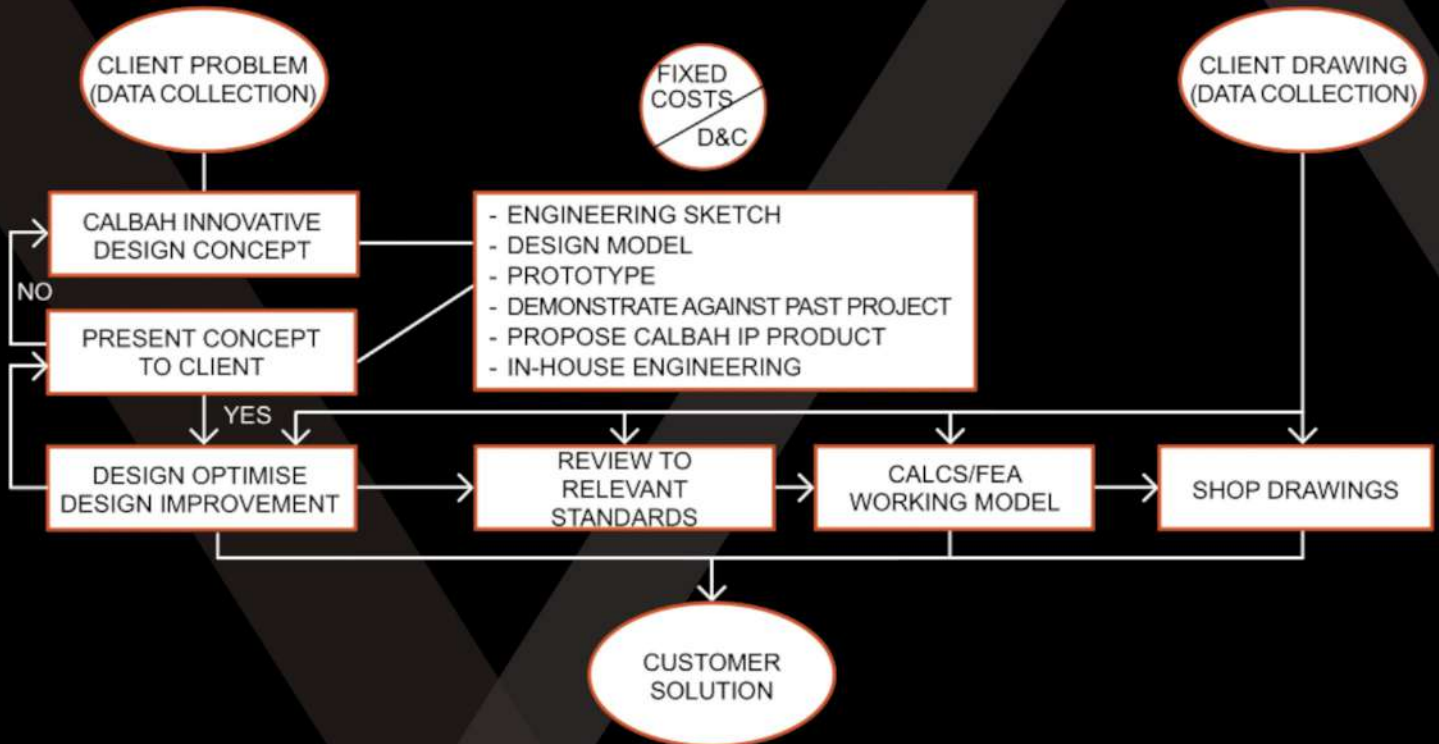 CLIENT PROBLEM
(DATA COLLECTION)
FIXED
COSTS
D&C
CLIENT DRAWING
(DATA COLLECTION)
CALBAH INNOVATIVE
DESIGN CONCEPT
- ENGINEERING SKETCH
- DESIGN MODEL
- PROTOTYPE
- DEMONSTRATE AGAINST PAST PROJECT
- PROPOSE CALBAH IP PRODUCT
- IN-HOUSE ENGINEERING
NO
PRESENT CONCEPT
TO CLIENT
YES
DESIGN OPTIMISE
DESIGN IMPROVEMENT
REVIEW TO
RELEVANT
STANDARDS
CALCS/FEA
WORKING MODEL
SHOP DRAWINGS
CUSTOMER
SOLUTION